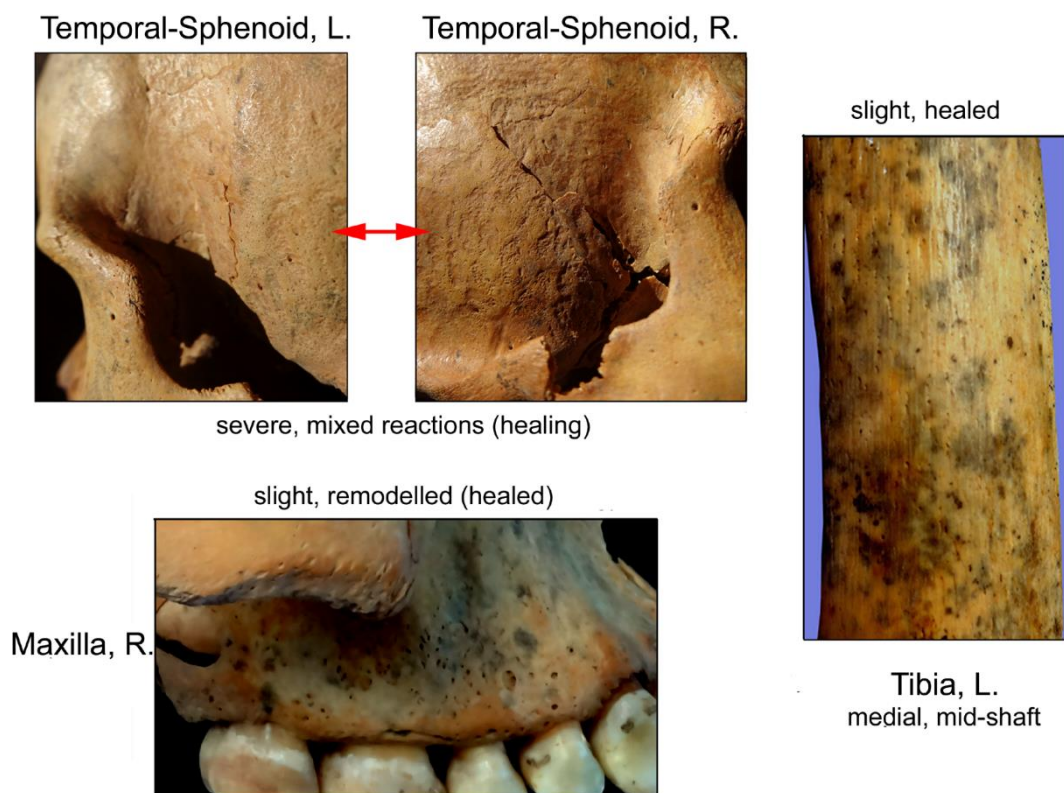 Temporal-Sphenoid, L.
Temporal-Sphenoid, R.
slight, healed
severe, mixed reactions (healing)
slight, remodelled (healed)
Maxilla, R.
Tibia, L.
medial, mid-shaft